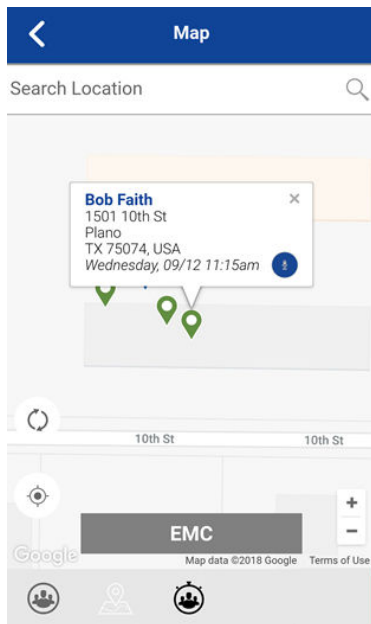 Map
Search Location
Bob Faith
1501 10th St
Plano
TX 75074, USA
Wednesday, 09/12 11:15am
10th St
10th St
EMC
Google
Map data ©2018 Google
Terms of Use